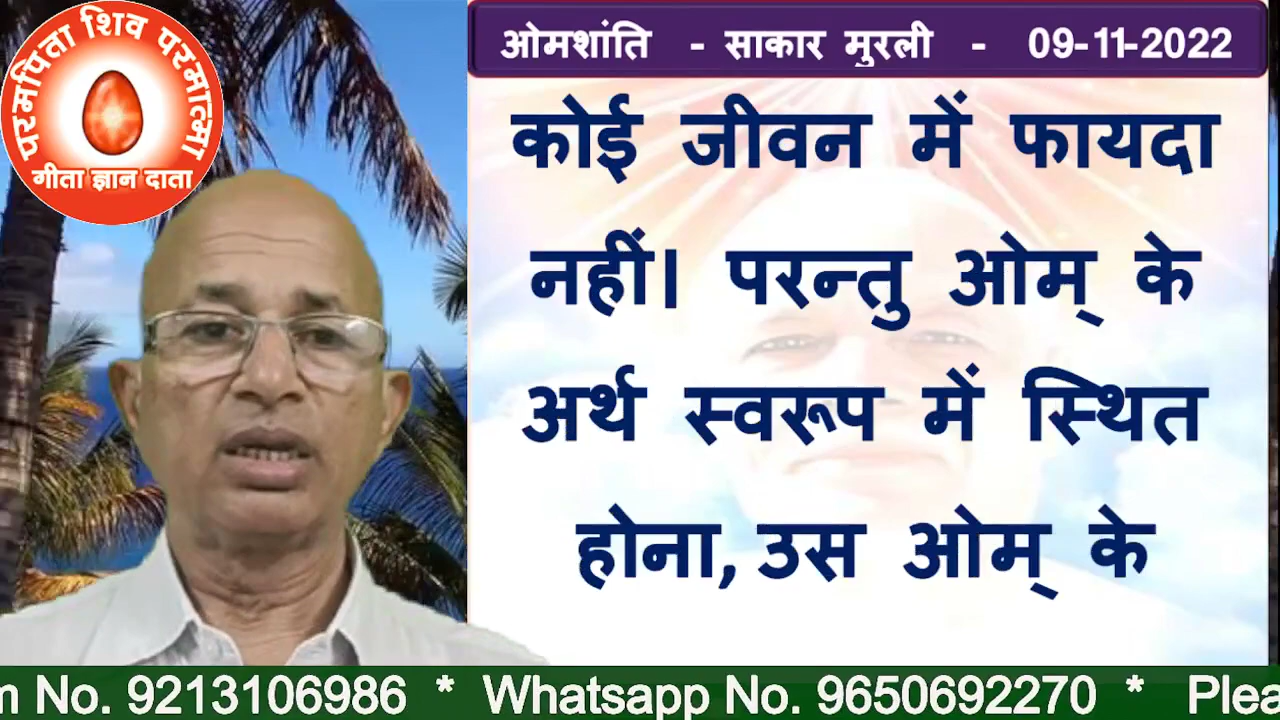 परमपिता शिव परमात्मा
गीता ज्ञान दाता
ओमशांति - साकार मुरली - 09-11-2022
कोई जीवन में फायदा
नहीं। परन्तु ओम् के
अर्थ स्वरूप में स्थित
होना, उस ओम् के
m No. 9213106986 * Whatsapp No. 9650692270 * Plea